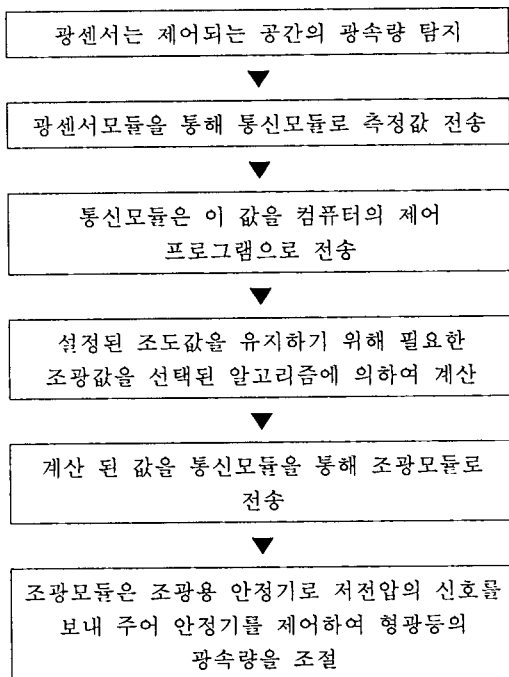 광센서는 제어되는 공간의 광속량 탐지
광센서모듈을 통해 통신모듈로 측정값 전송
통신모듈은 이 값을 컴퓨터의 제어
프로그램으로 전송
설정된 조도값을 유지하기 위해 필요한
조광값을 선택된 알고리즘에 의하여 계산
계산 된 값을 통신모듈을 통해 조광모듈로
전송
조광모듈은 조광용 안정기로 저전압의 신호를
보내 주어 안정기를 제어하여 형광등의
광속량을 조절